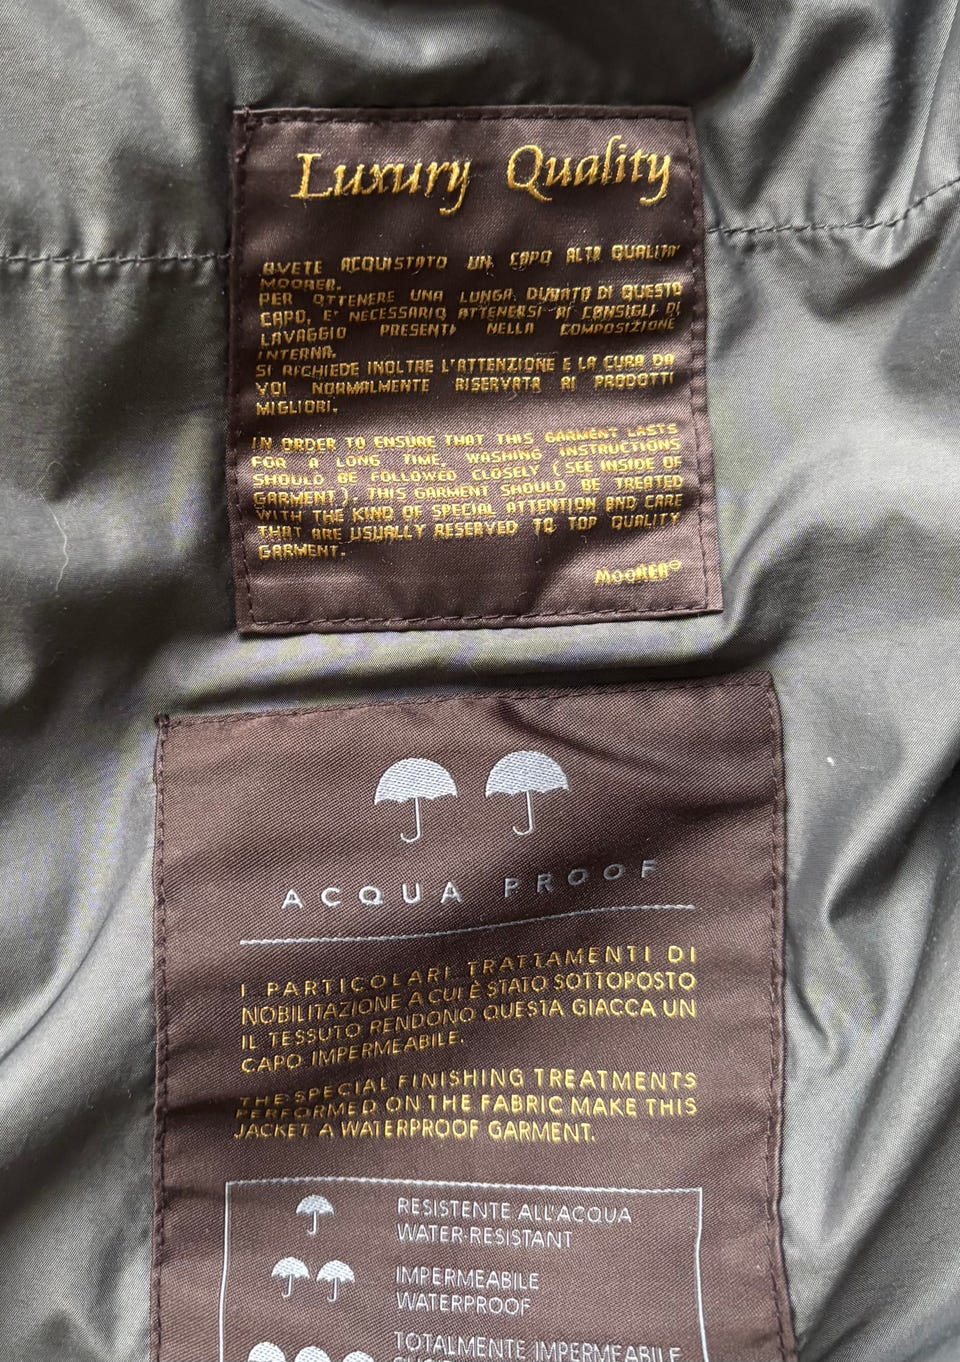 Luxury Quality
AVETE ACQUISTATO UN CAPO ALTA QUALITA'
MOORER.
PER OTTENERE UNA LUNGA DURATA DI QUESTO
CAPO, E' NECESSARIO ATTENERSI AI CONSIGLI DI
LAVAGGIO PRESENTI NELLA COMPOSIZIONE
INTERNA.
SI RICHIEDE INOLTRE L'ATTENZIONE E LA CURA DA
VOI NORMALMENTE RISERVATA AI PRODOTTI
MIGLIORI.
IN ORDER TO ENSURE THAT THIS GARMENT LASTS
FOR A LONG TIME, WASHING INSTRUCTIONS
SHOULD BE FOLLOWED CLOSELY (SEE INSIDE OF
GARMENT). THIS GARMENT SHOULD BE TREATED
WITH THE KIND OF SPECIAL ATTENTION AND CARE
THAT ARE USUALLY RESERVED TO TOP QUALITY
GARMENT.
MOORER®
ACQUA PROOF
I PARTICOLARI TRATTAMENTI DI
NOBILITAZIONE A CUI È STATO SOTTOPOSTO
IL TESSUTO RENDONO QUESTA GIACCA UN
CAPO IMPERMEABILE.
THE SPECIAL FINISHING TREATMENTS
PERFORMED ON THE FABRIC MAKE THIS
JACKET A WATERPROOF GARMENT.
RESISTENTE ALL'ACQUA
WATER-RESISTANT
IMPERMEABILE
WATERPROOF
TOTALMENTE IMPERMEABILE